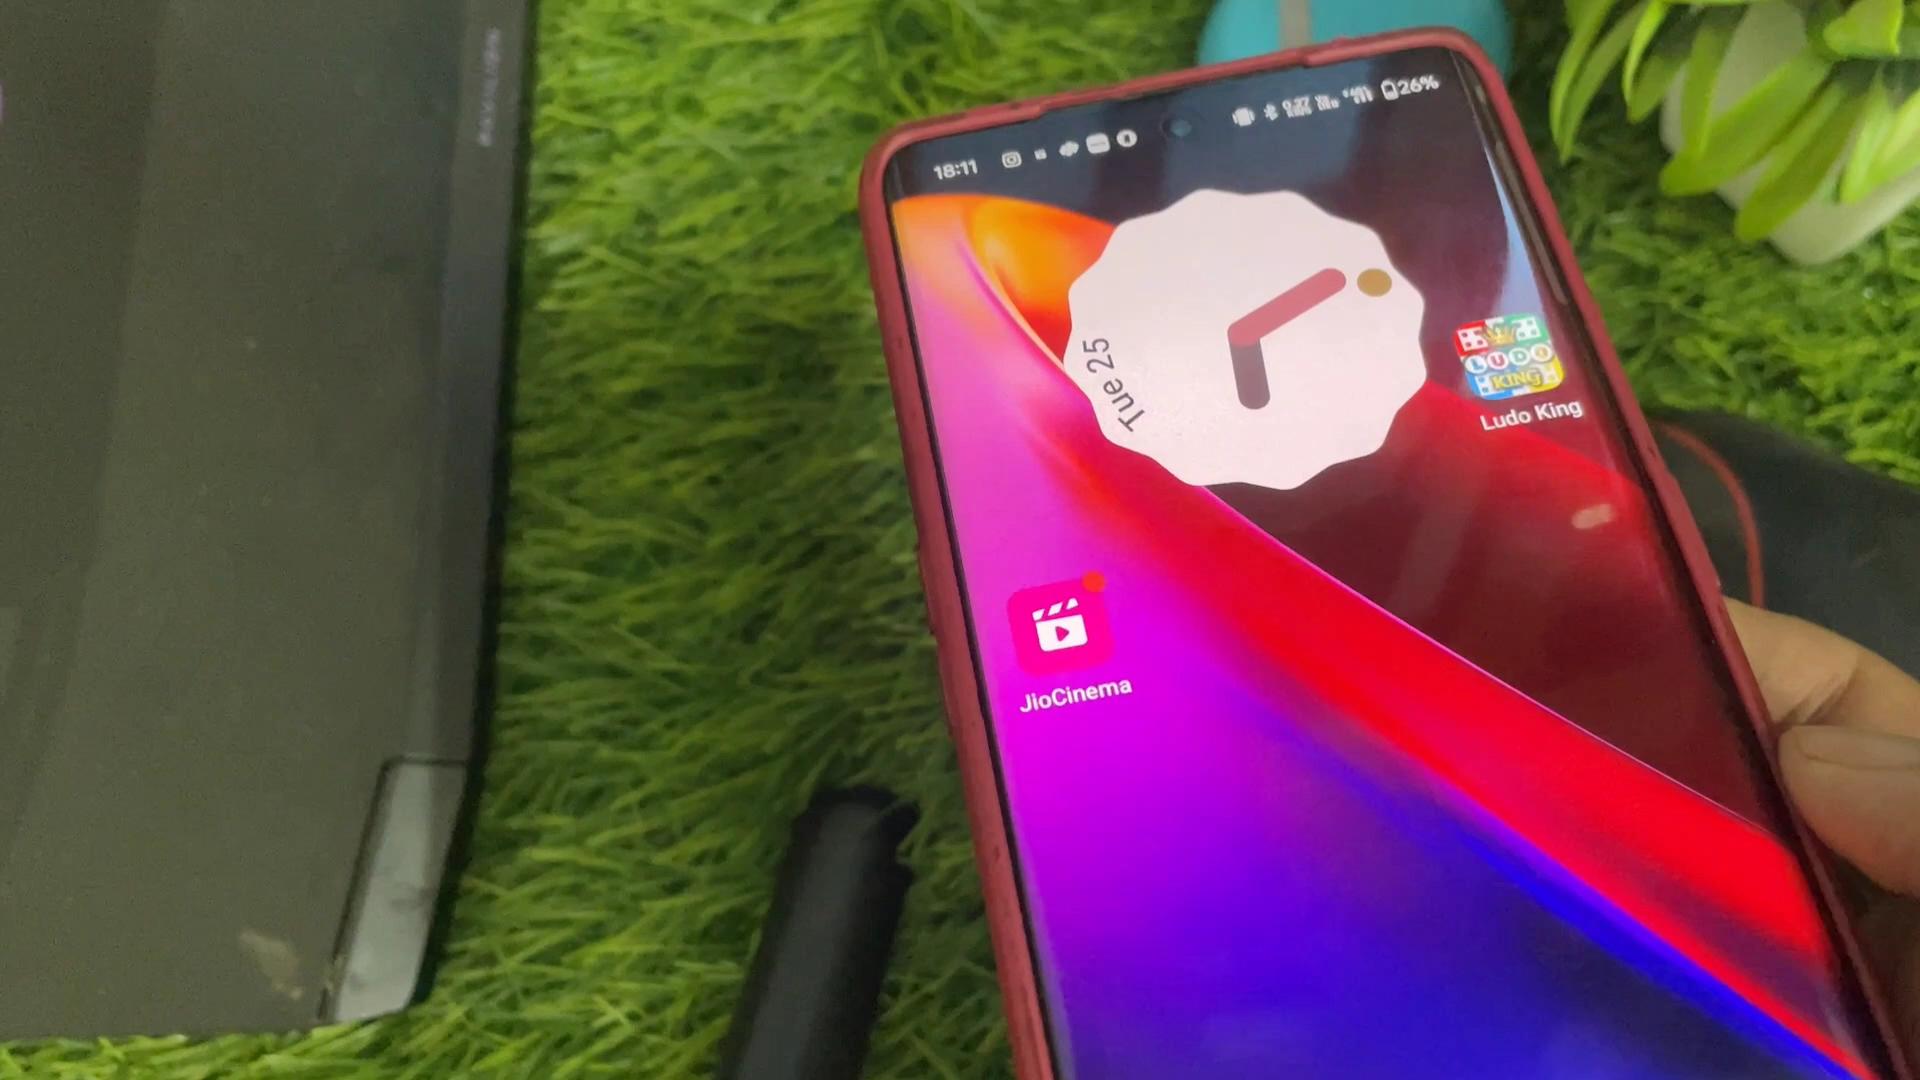 18:11
26%
Tue 25
LUDO
KING
Ludo King
JioCinema